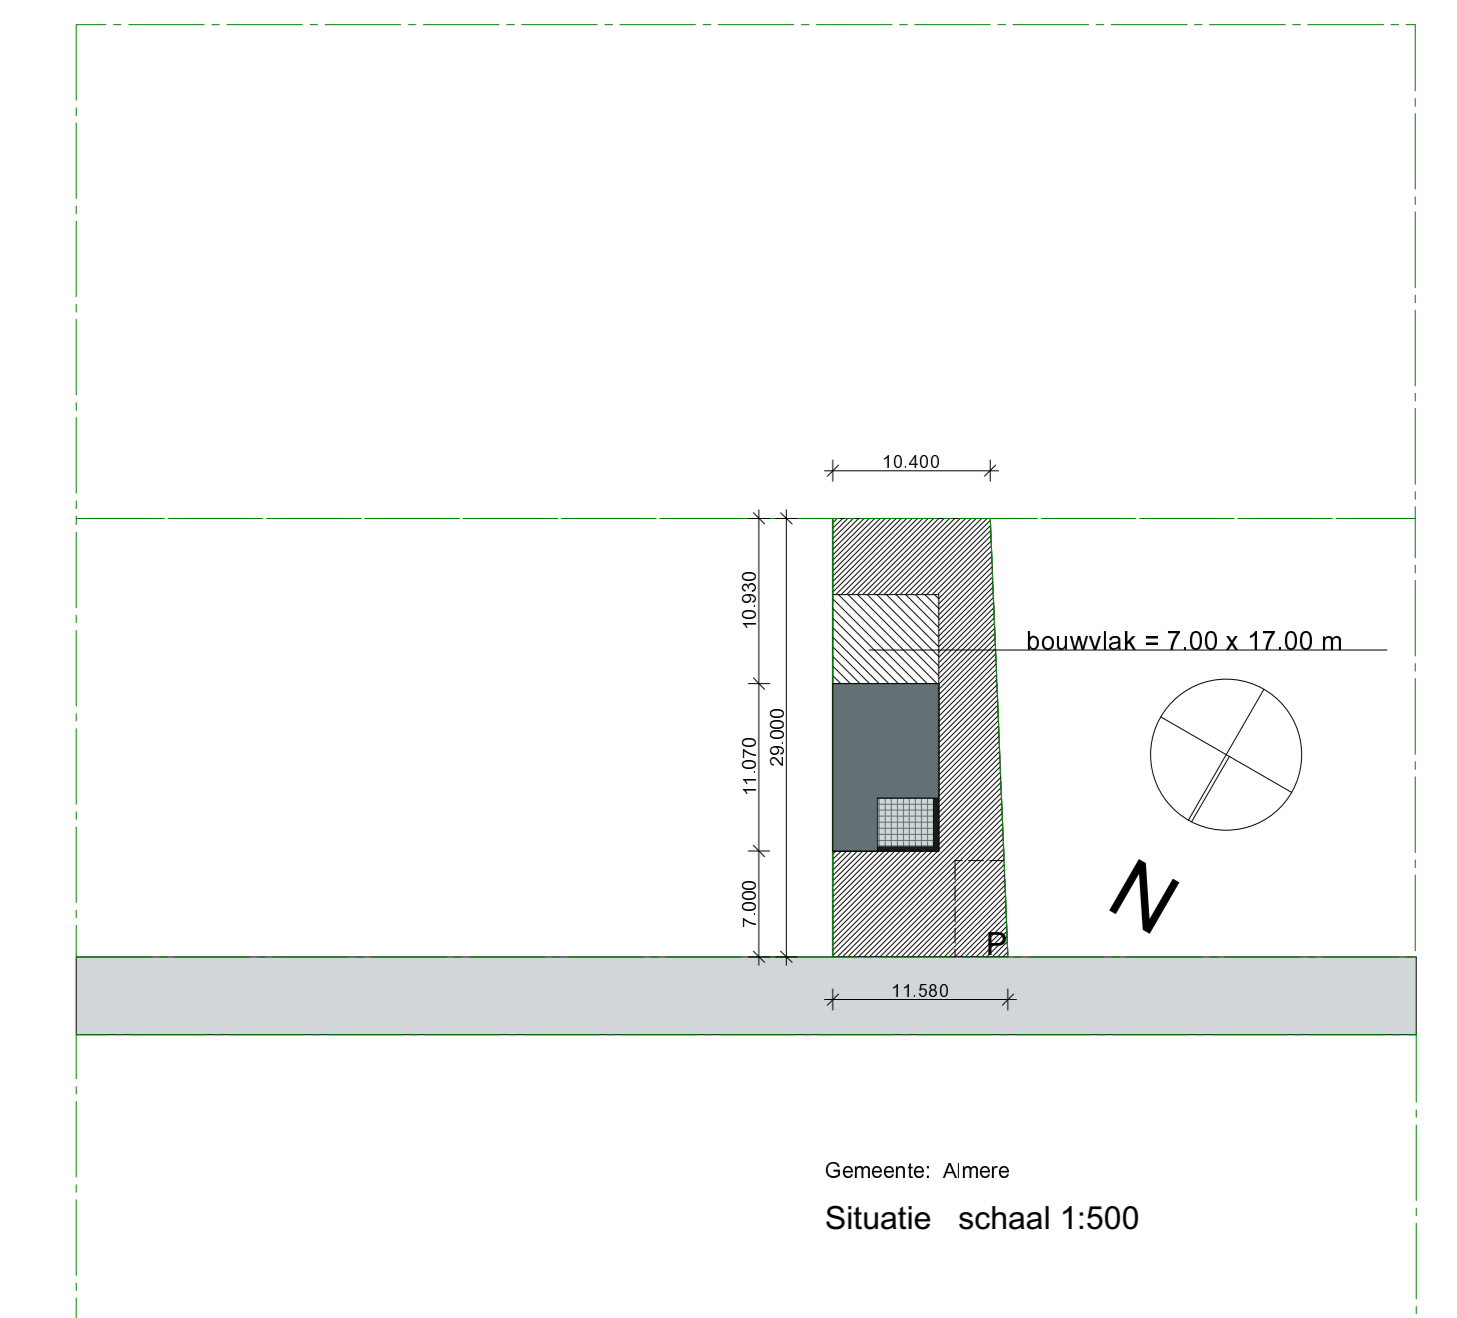 10.400
10.930
bouwvlak = 7.00 x 17.00 m
29.000
11.070
N
7.000
P
11.580
Gemeente: Almere
Situatie schaal 1:500